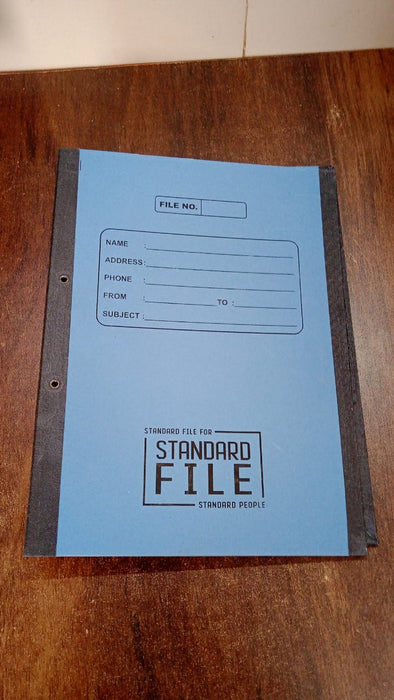 FILE NO.
NAME :
ADDRESS:
PHONE :
FROM : TO :
SUBJECT :
STANDARD FILE FOR
STANDARD
FILE
STANDARD PEOPLE